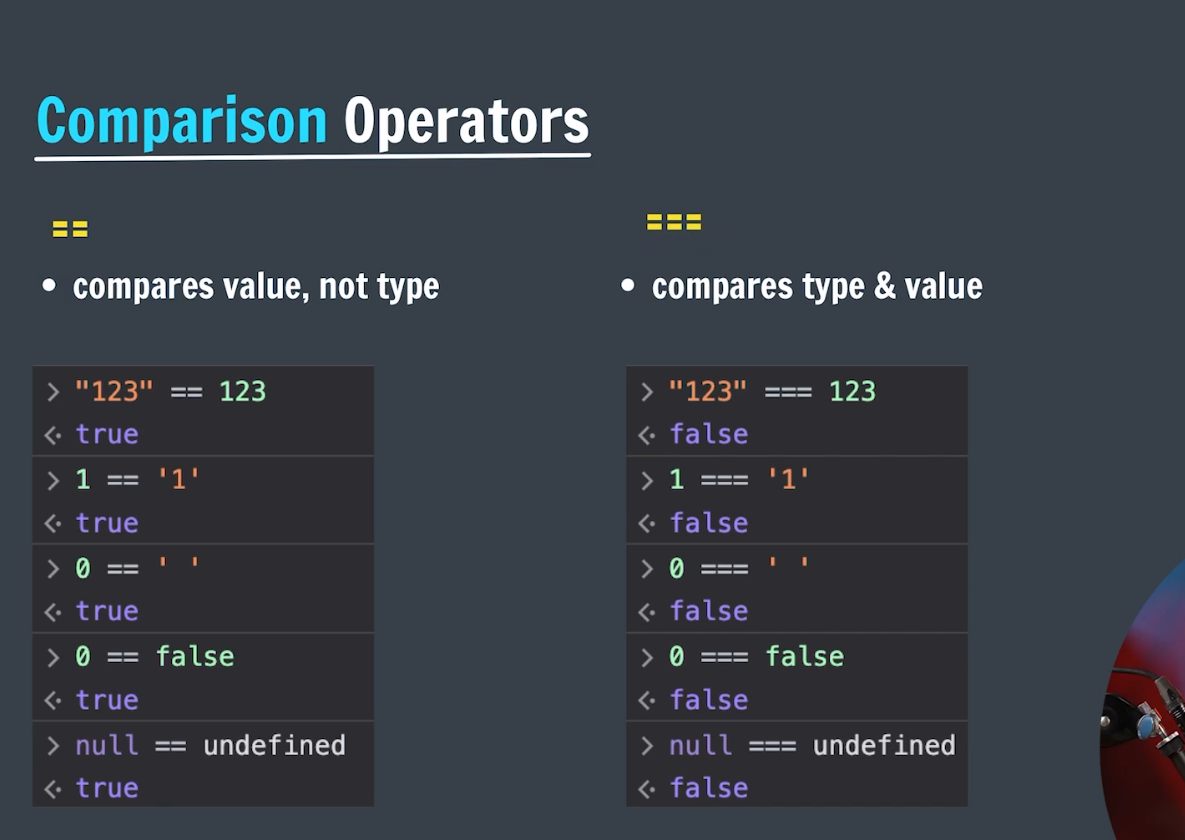 Comparison Operators
==
• compares value, not type
> "123" == 123
<· true
> 1 == '1'
<· true
> 0 == ' '
<· true
> 0 == false
<· true
> null == undefined
<· true
===
• compares type & value
> "123" === 123
<· false
> 1 === '1'
<· false
> 0 === ' '
<· false
> 0 === false
<· false
> null === undefined
<· false